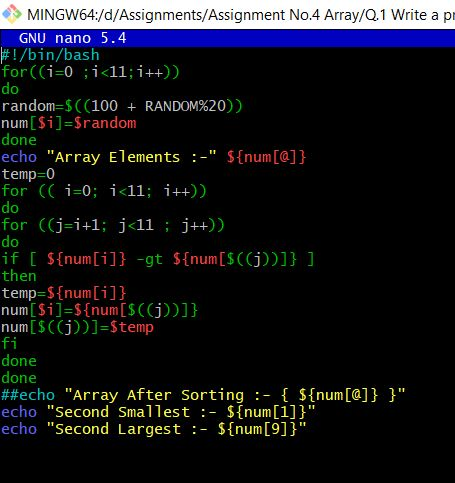 MINGW64:/d/Assignments/Assignment No.4 Array/Q.1 Write a pr
GNU nano 5.4
#!/bin/bash
for((i=0 ;i<11;i++))
do
random=$((100 + RANDOM%20))
num[$i]=$random
done
echo "Array Elements :-" ${num[@]}
temp=0
for (( i=0; i<11; i++))
do
for ((j=i+1; j<11 ; j++))
do
if [ ${num[i]} -gt ${num[$((j))]} ]
then
temp=${num[i]}
num[$i]=${num[$((j))]}
num[$((j))]=$temp
fi
done
done
##echo "Array After Sorting :- { ${num[@]} }"
echo "Second Smallest :- ${num[1]}"
echo "Second Largest :- ${num[9]}"